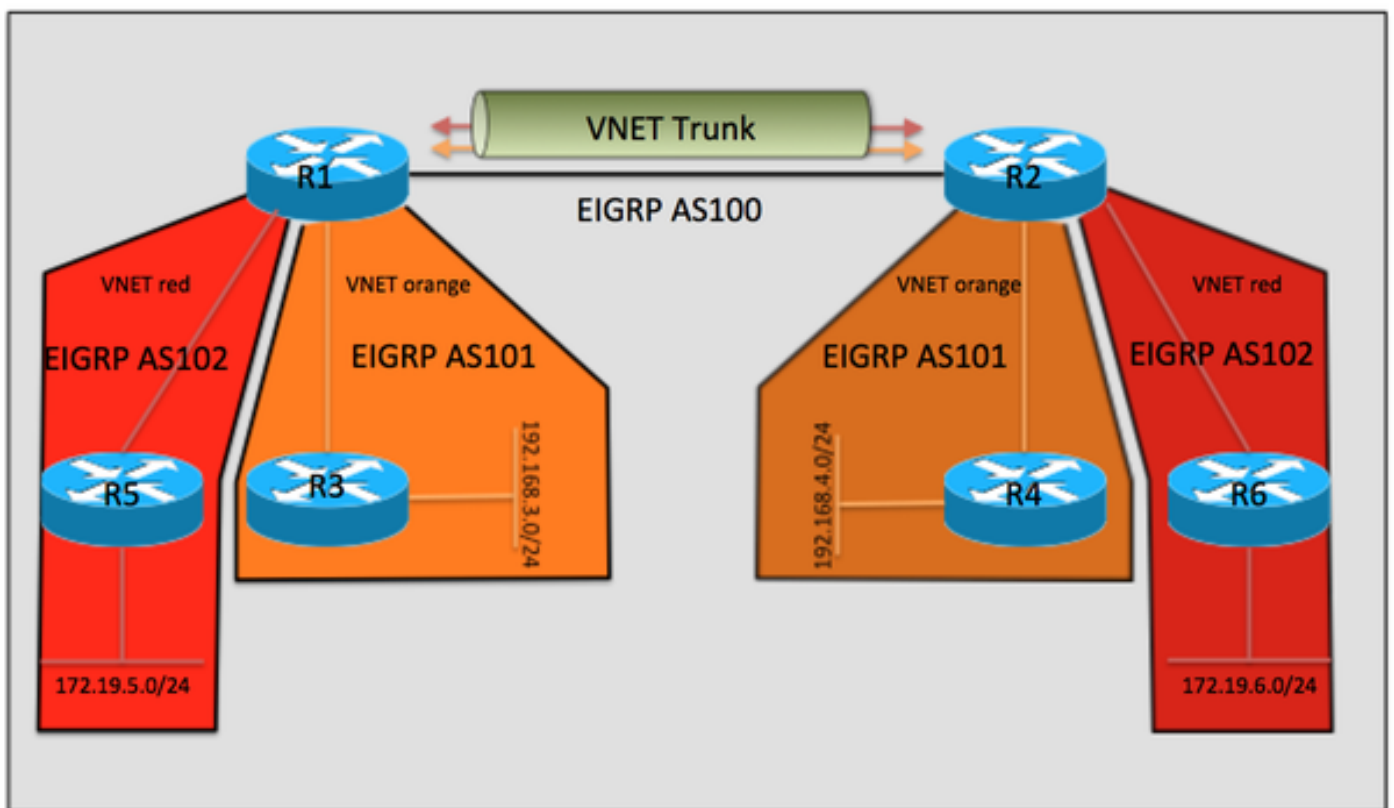 VNET Trunk
R1
R2
EIGRP AS100
VNET red
VNET orange
VNET orange
VNET red
EIGRP AS102
EIGRP AS101
EIGRP AS101
EIGRP AS102
192.168.3.0/24
192.168.4.0/24
R5
R3
R4
R6
172.19.5.0/24
172.19.6.0/24